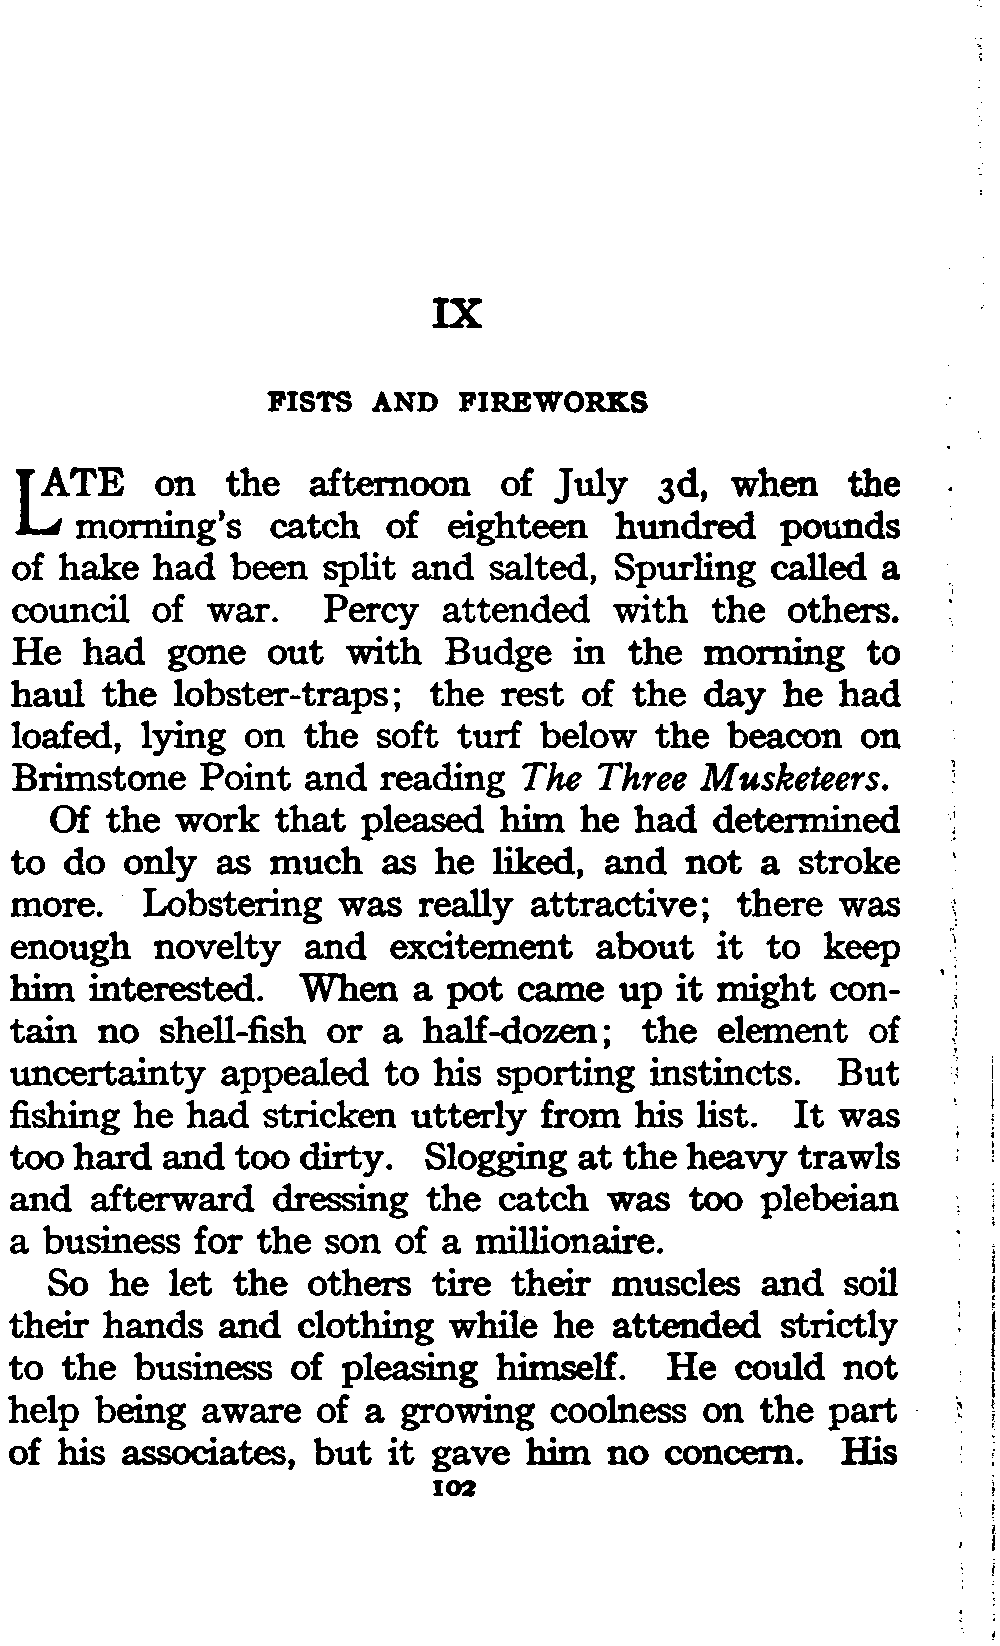 IX
FISTS AND FIREWORKS
LATE on the afternoon of July 3d, when the
morning's catch of eighteen hundred pounds
of hake had been split and salted, Spurling called a
council of war. Percy attended with the others.
He had gone out with Budge in the morning to
haul the lobster-traps; the rest of the day he had
loafed, lying on the soft turf below the beacon on
Brimstone Point and reading The Three Musketeers.
Of the work that pleased him he had determined
to do only as much as he liked, and not a stroke
more. Lobstering was really attractive; there was
enough novelty and excitement about it to keep
him interested. When a pot came up it might con-
tain no shell-fish or a half-dozen; the element of
uncertainty appealed to his sporting instincts. But
fishing he had stricken utterly from his list. It was
too hard and too dirty. Slogging at the heavy trawls
and afterward dressing the catch was too plebeian
a business for the son of a millionaire.
So he let the others tire their muscles and soil
their hands and clothing while he attended strictly
to the business of pleasing himself. He could not
help being aware of a growing coolness on the part
of his associates, but it gave him no concern. His
102